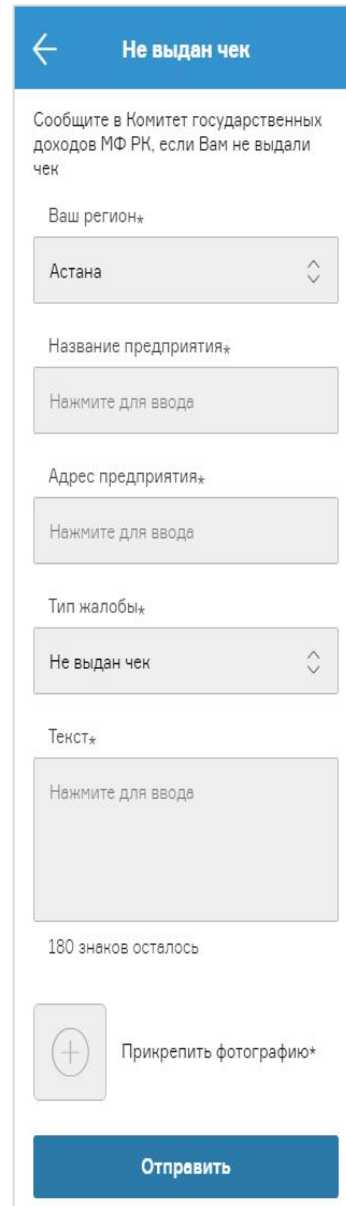 Не выдан чек
Сообщите в Комитет государственных
доходов МФ РК, если Вам не выдали
чек
Ваш регион*
Астана
Название предприятия*
Нажмите для ввода
Адрес предприятия*
Нажмите для ввода
Тип жалобы*
Не выдан чек
Текст*
Нажмите для ввода
180 знаков осталось
Прикрепить фотографию*
Отправить